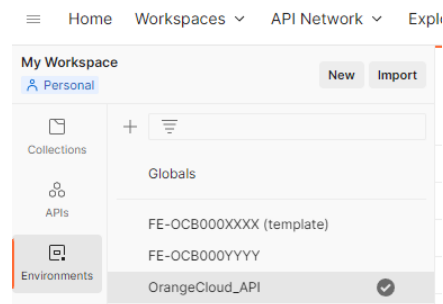 Home Workspaces API Network Explo
My Workspace
New Import
Personal
Collections
Globals
APIs
FE-OCB000XXXX (template)
FE-OCB000YYYY
Environments
OrangeCloud_API